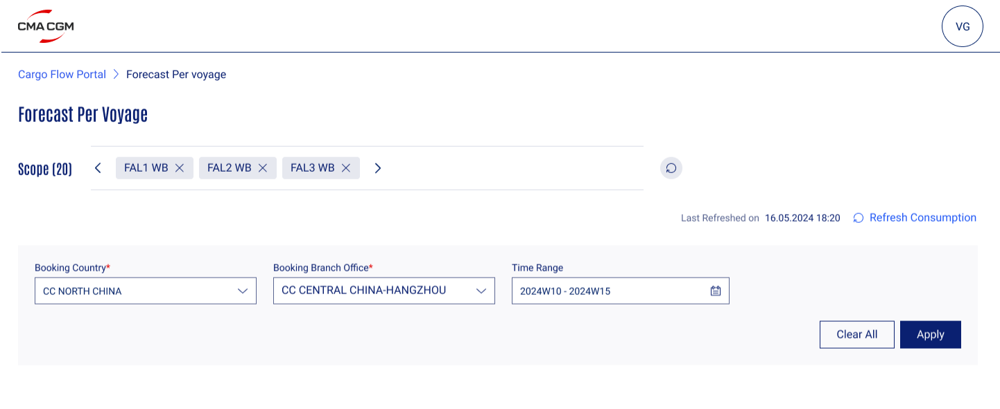 CMA CGM
VG
Cargo Flow Portal > Forecast Per voyage
Forecast Per Voyage
Scope (20)
FAL1 WB
FAL2 WB
FAL3 WB
Last Refreshed on 16.05.2024 18:20
Refresh Consumption
Booking Country* Booking Branch Office* Time Range
CC NORTH CHINA CC CENTRAL CHINA-HANGZHOU 2024W10 - 2024W15
Clear All Apply